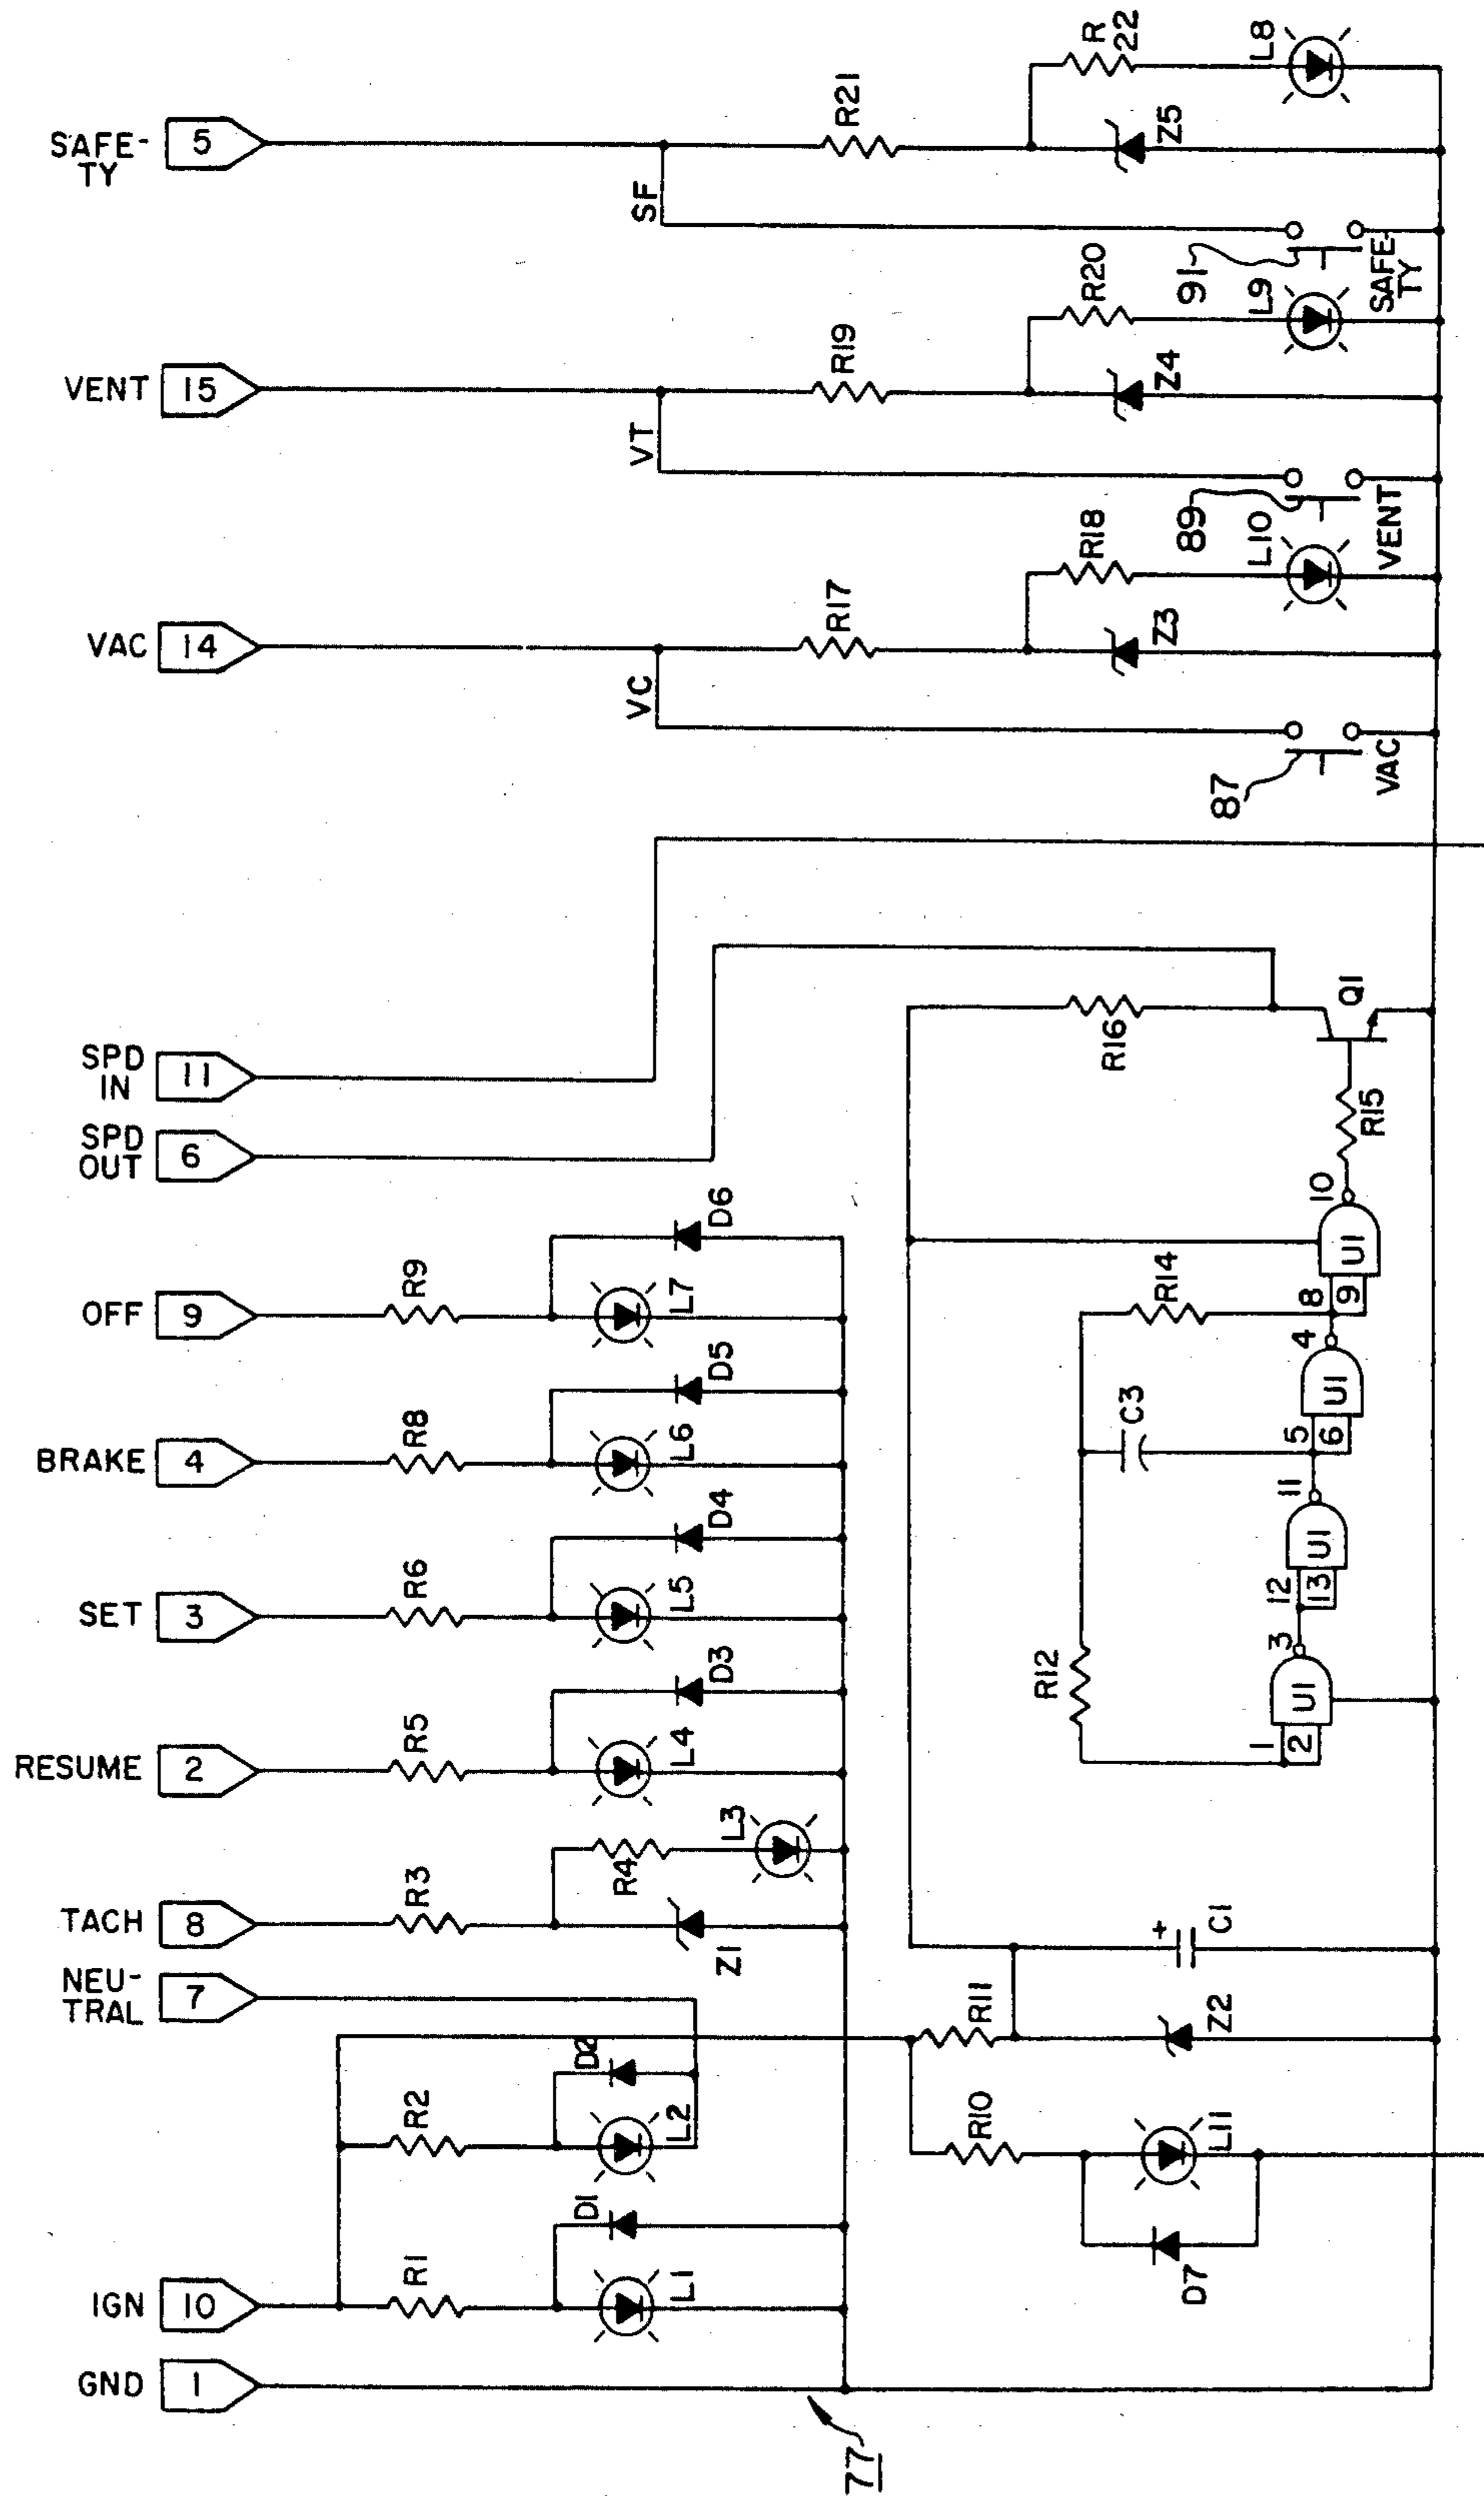 SAFE-
TY
5
R21
R
22
L8
Z5
SF
91
SAFE-
TY
VENT
15
R19
R20
L9
Z4
VT
89
VENT
VAC
14
R17
R18
L10
Z3
VC
87
VAC
SPD
IN
11
SPD
OUT
6
R16
Q1
R15
OFF
9
R9
L7
D6
10
U1
R14
8
9
BRAKE
4
R8
L6
D5
4
U1
C3
5
6
SET
3
R6
L5
D4
11
U1
12
13
RESUME
2
R5
L4
D3
R12
3
U1
1
2
TACH
8
R3
R4
L3
Z1
+
C1
NEU-
TRAL
7
R11
Z2
R2
D2
L2
R10
L11
D7
IGN
10
R1
D1
L1
GND
1
77